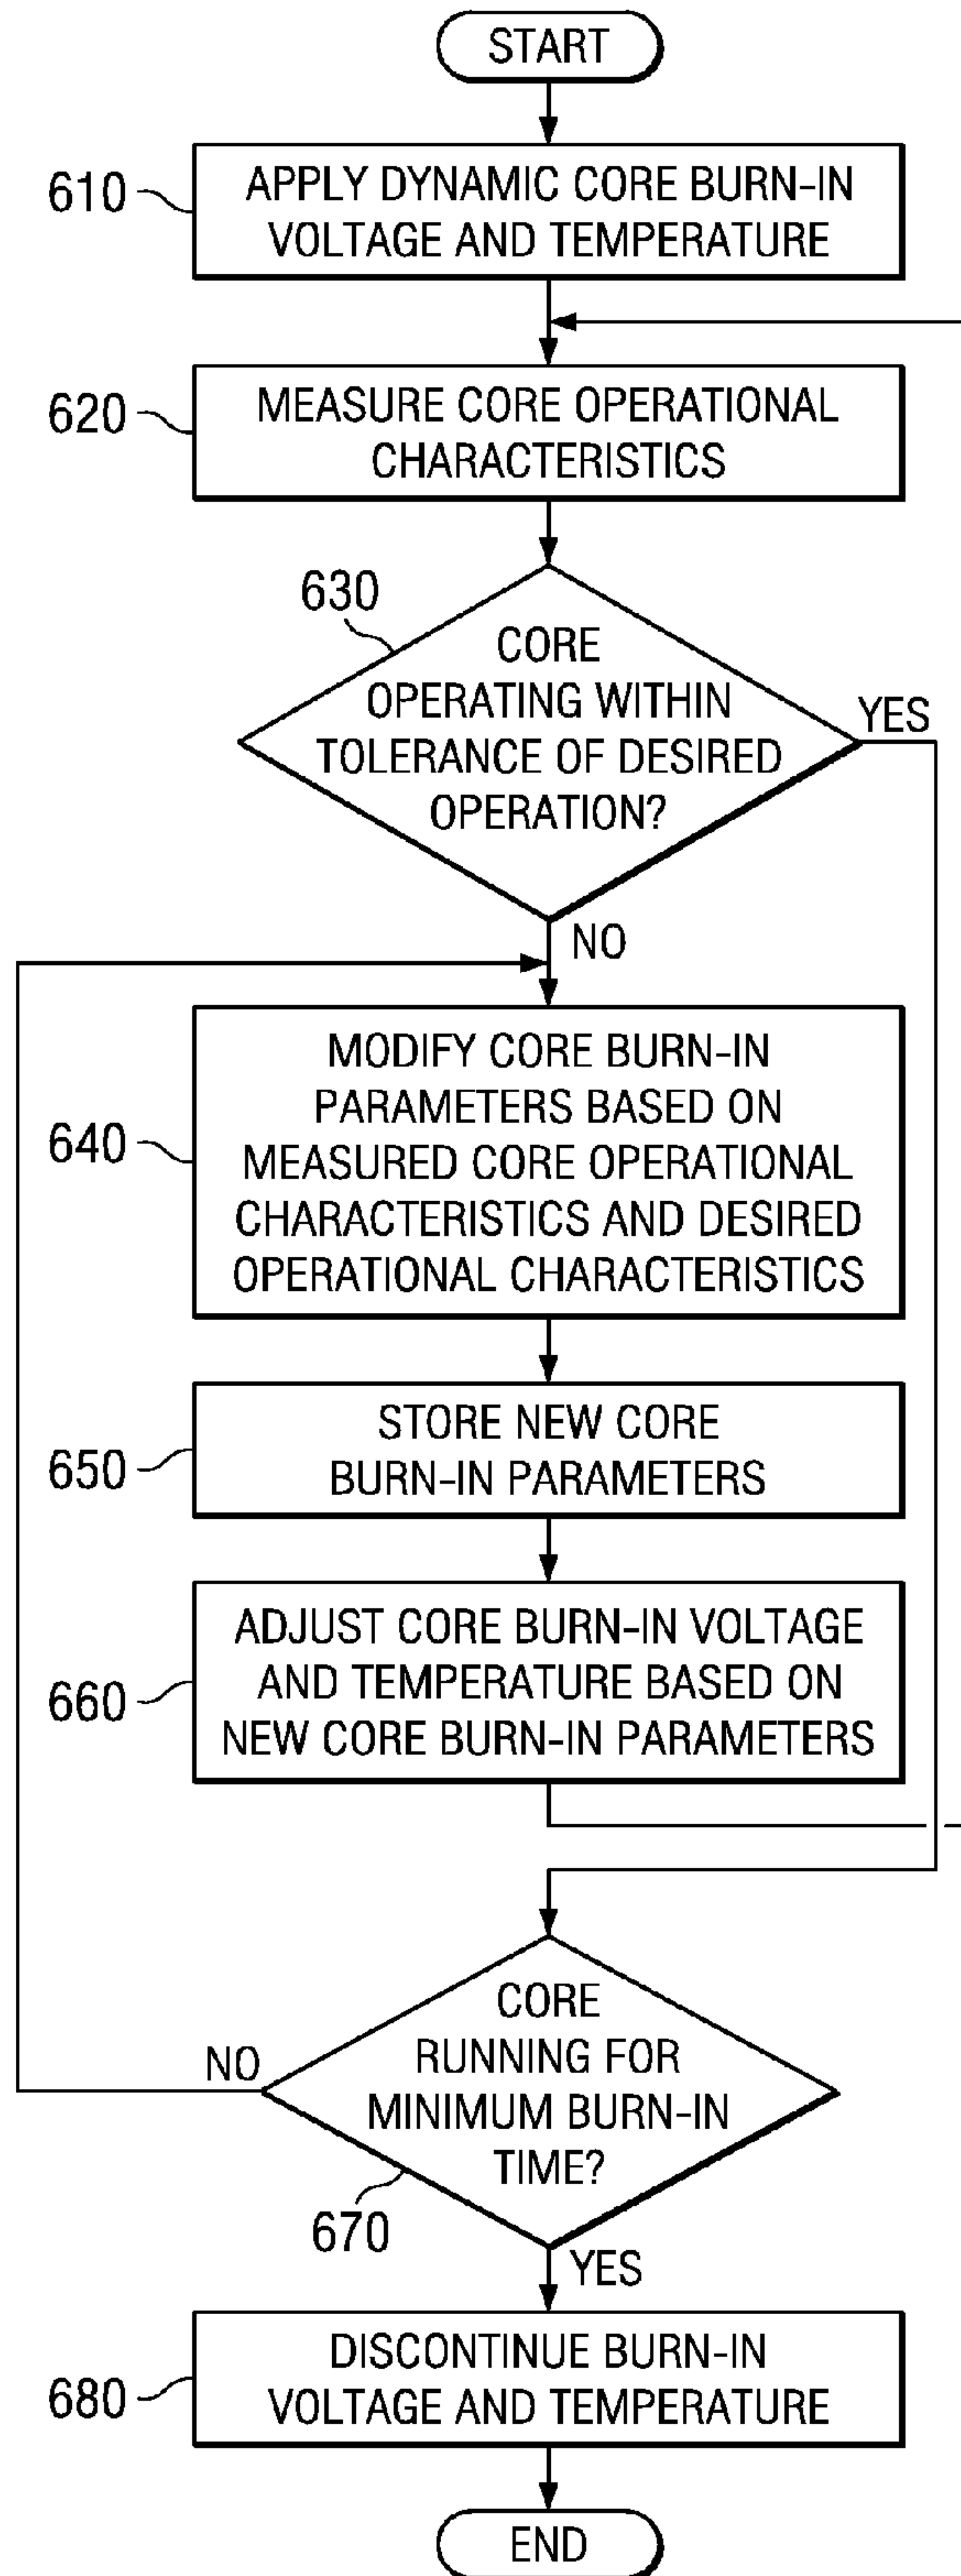 START
610
APPLY DYNAMIC CORE BURN-IN
VOLTAGE AND TEMPERATURE
620
MEASURE CORE OPERATIONAL
CHARACTERISTICS
630
CORE
OPERATING WITHIN
TOLERANCE OF DESIRED
OPERATION?
YES
NO
640
MODIFY CORE BURN-IN
PARAMETERS BASED ON
MEASURED CORE OPERATIONAL
CHARACTERISTICS AND DESIRED
OPERATIONAL CHARACTERISTICS
650
STORE NEW CORE
BURN-IN PARAMETERS
660
ADJUST CORE BURN-IN VOLTAGE
AND TEMPERATURE BASED ON
NEW CORE BURN-IN PARAMETERS
CORE
RUNNING FOR
MINIMUM BURN-IN
TIME?
NO
670
YES
680
DISCONTINUE BURN-IN
VOLTAGE AND TEMPERATURE
END